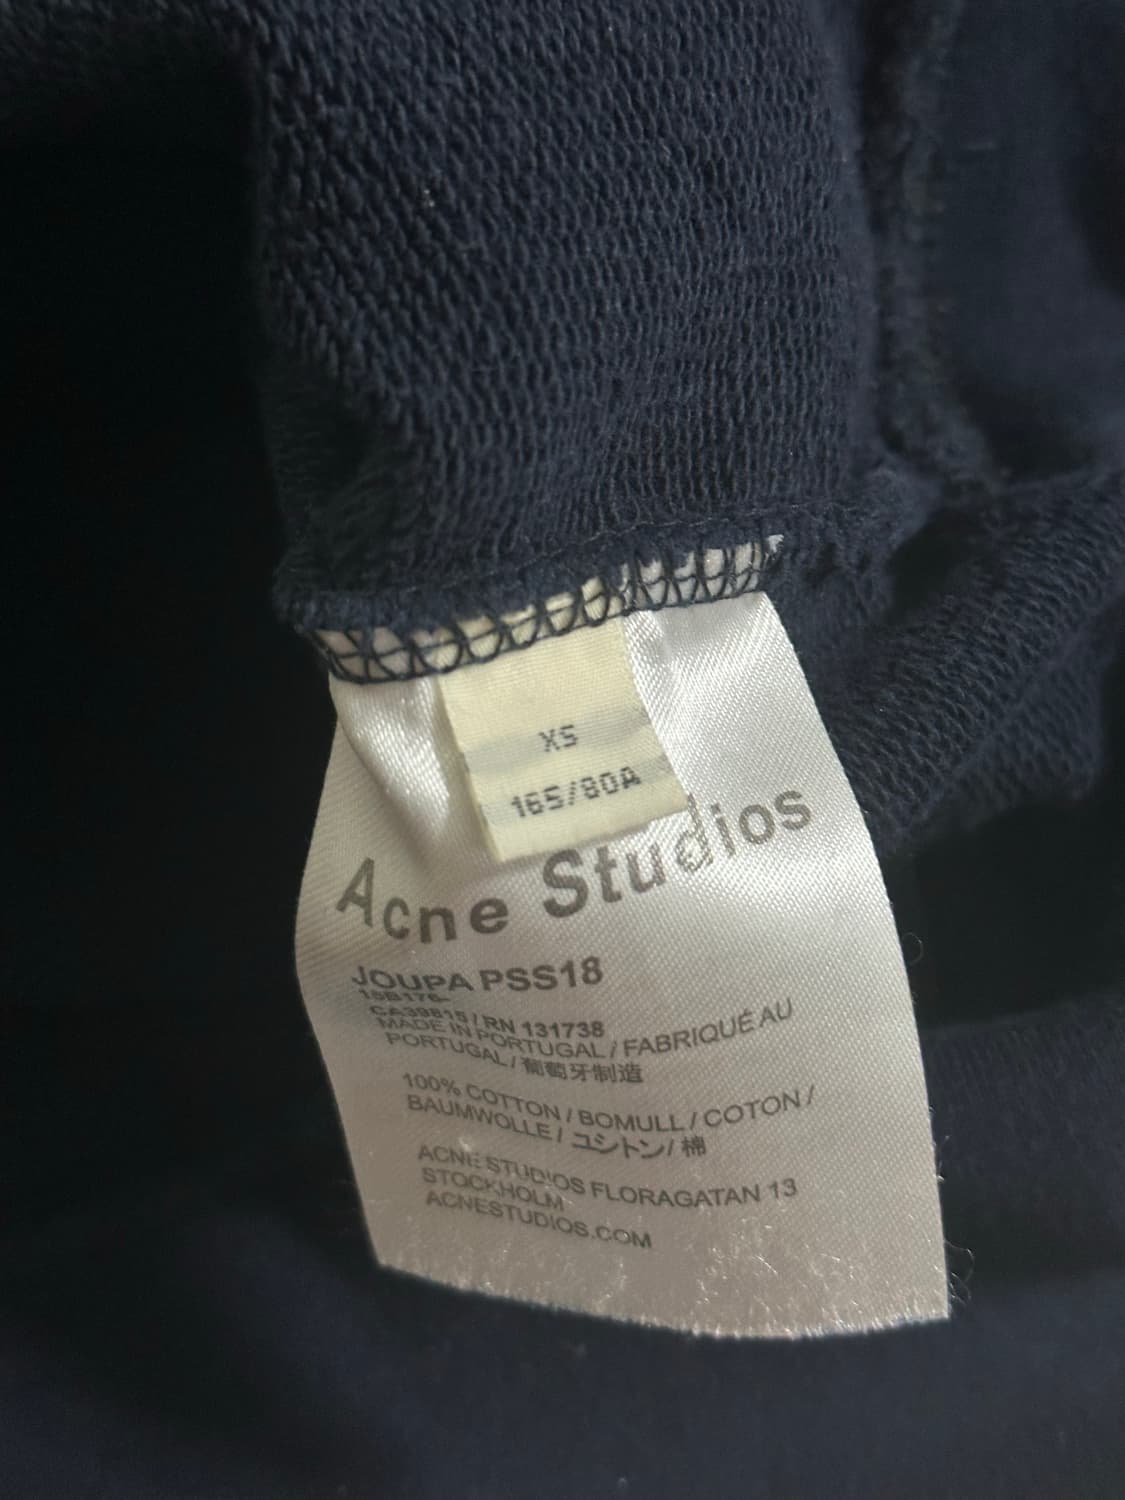 XS
165/80A
Acne Studios
JOUPA PSS18
15B176-
CA39815 / RN 131738
MADE IN PORTUGAL / FABRIQUÉ AU
PORTUGAL / 葡萄牙制造
100% COTTON / BOMULL / COTON /
BAUMWOLLE / コットン / 棉
ACNE STUDIOS FLORAGATAN 13
STOCKHOLM
ACNESTUDIOS.COM